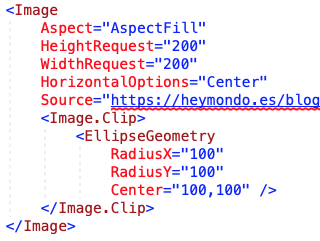 <Image
Aspect="AspectFill"
HeightRequest="200"
WidthRequest="200"
HorizontalOptions="Center"
Source="https://heymondo.es/blog
<Image.Clip>
<EllipseGeometry
RadiusX="100"
RadiusY="100"
Center="100,100" />
</Image.Clip>
</Image>